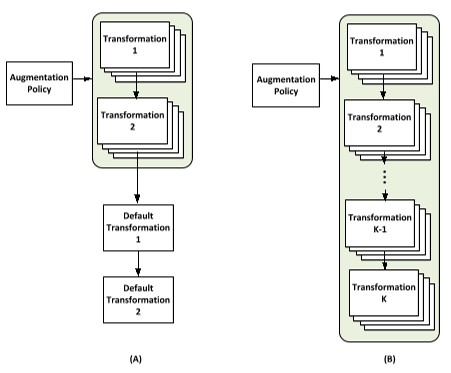 Transformation
1
Augmentation
Policy
Transformation
2
Default
Transformation
1
Default
Transformation
2
(A)
Transformation
1
Augmentation
Policy
Transformation
2
Transformation
K-1
Transformation
K
(B)